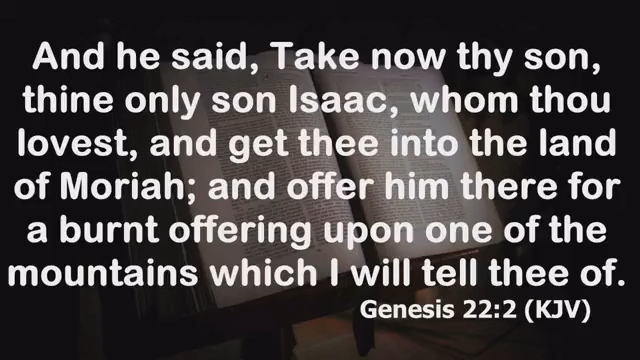 And he said, Take now thy son,
thine only son Isaac, whom thou
lovest, and get thee into the land
of Moriah; and offer him there for
a burnt offering upon one of the
mountains which I will tell thee of.
Genesis 22:2 (KJV)